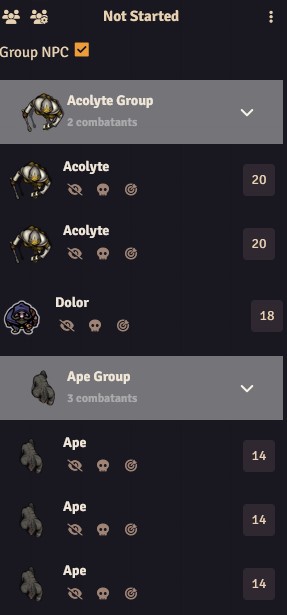 Not Started
Group NPC
Acolyte Group
2 combatants
Acolyte
20
Acolyte
20
Dolor
18
Ape Group
3 combatants
Ape
14
Ape
14
Ape
14